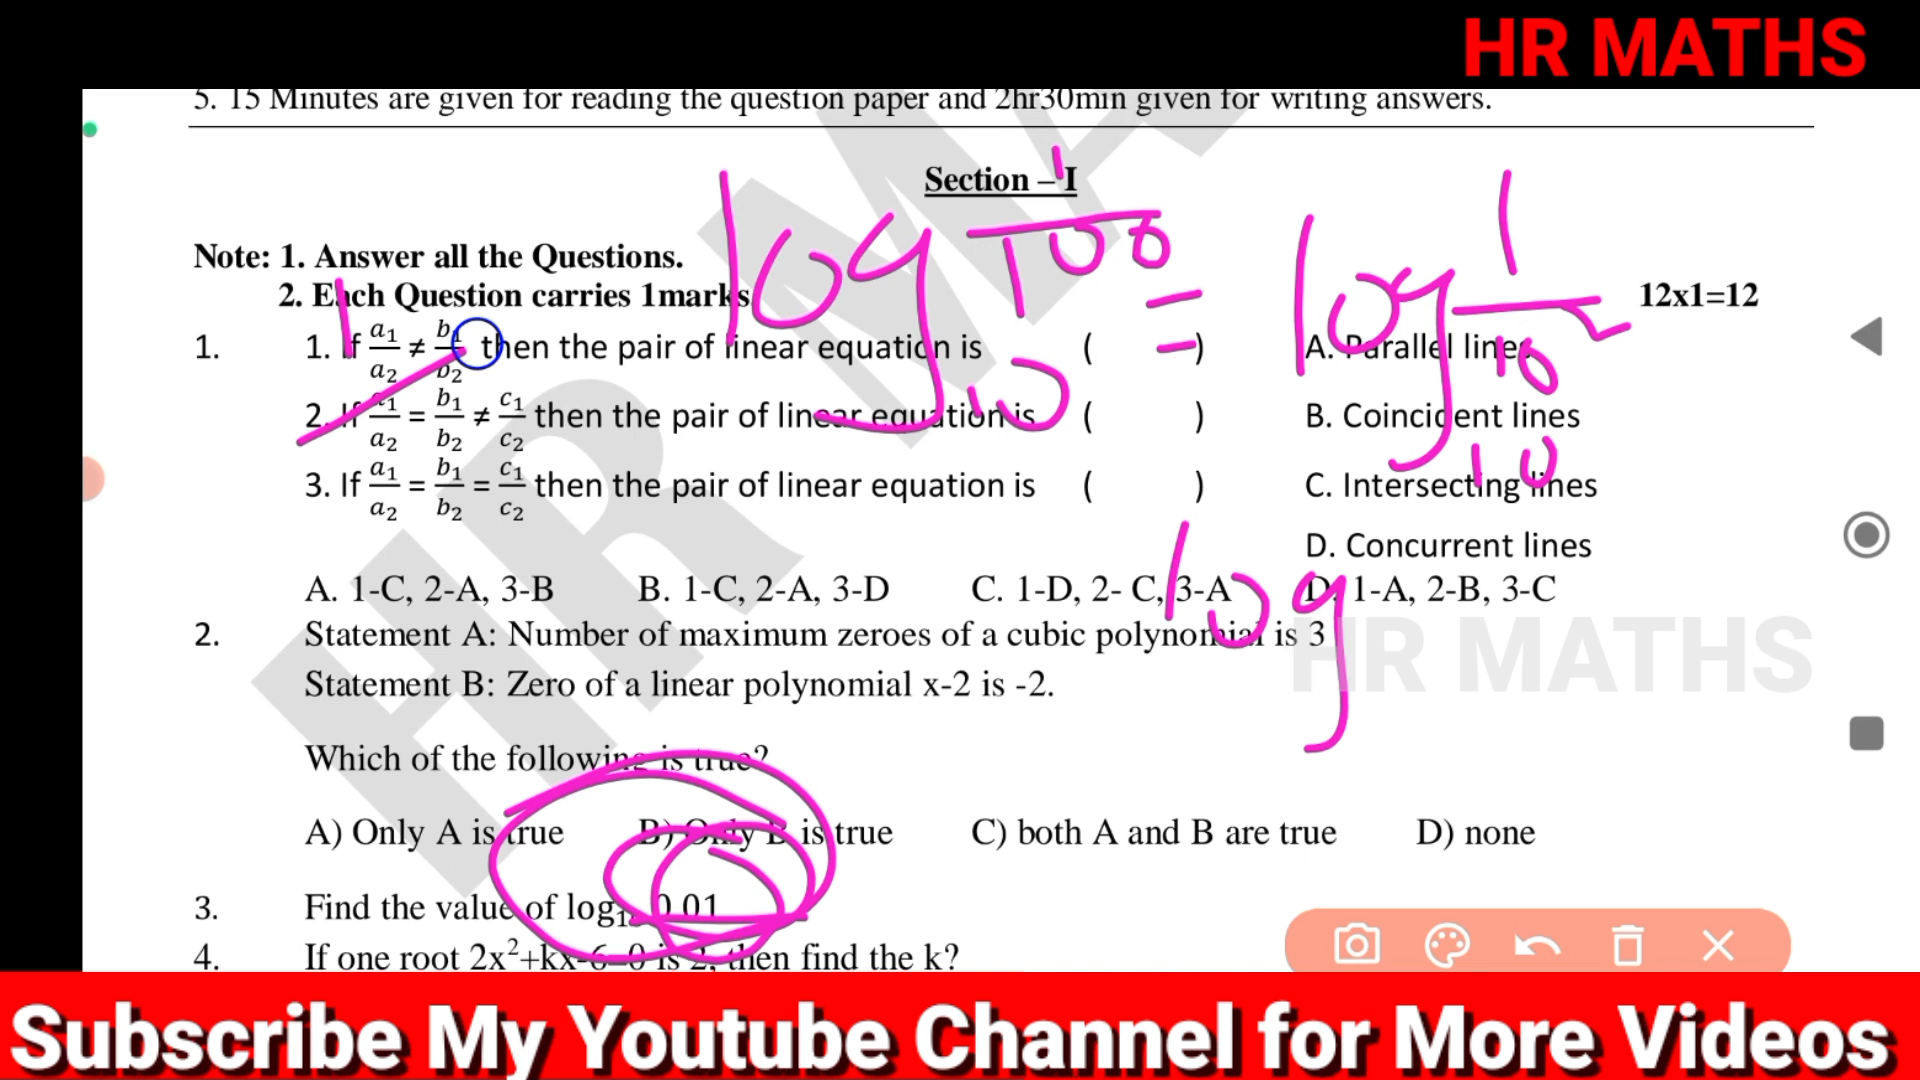 HR MATHS
5. 15 Minutes are given for reading the question paper and 2hr30min given for writing answers.
Section – I
Note: 1. Answer all the Questions.
2. Each Question carries 1marks
12x1=12
1. 1. If a₁/a₂ ≠ b₁/b₂ then the pair of linear equation is ( ) A. Parallel lines
2. If a₁/a₂ = b₁/b₂ ≠ c₁/c₂ then the pair of linear equation is ( ) B. Coincident lines
3. If a₁/a₂ = b₁/b₂ = c₁/c₂ then the pair of linear equation is ( ) C. Intersecting lines
D. Concurrent lines
A. 1-C, 2-A, 3-B B. 1-C, 2-A, 3-D C. 1-D, 2- C, 3-A D. 1-A, 2-B, 3-C
2. Statement A: Number of maximum zeroes of a cubic polynomial is 3
Statement B: Zero of a linear polynomial x-2 is -2.
Which of the following is true?
A) Only A is true B) Only B is true C) both A and B are true D) none
3. Find the value of log₁₀ 0.01
4. If one root 2x²+kx-6=0 is 2, then find the k?
log₁₀ 1/100 = log₁₀ 1/10²
log
HR MATHS
Subscribe My Youtube Channel for More Videos